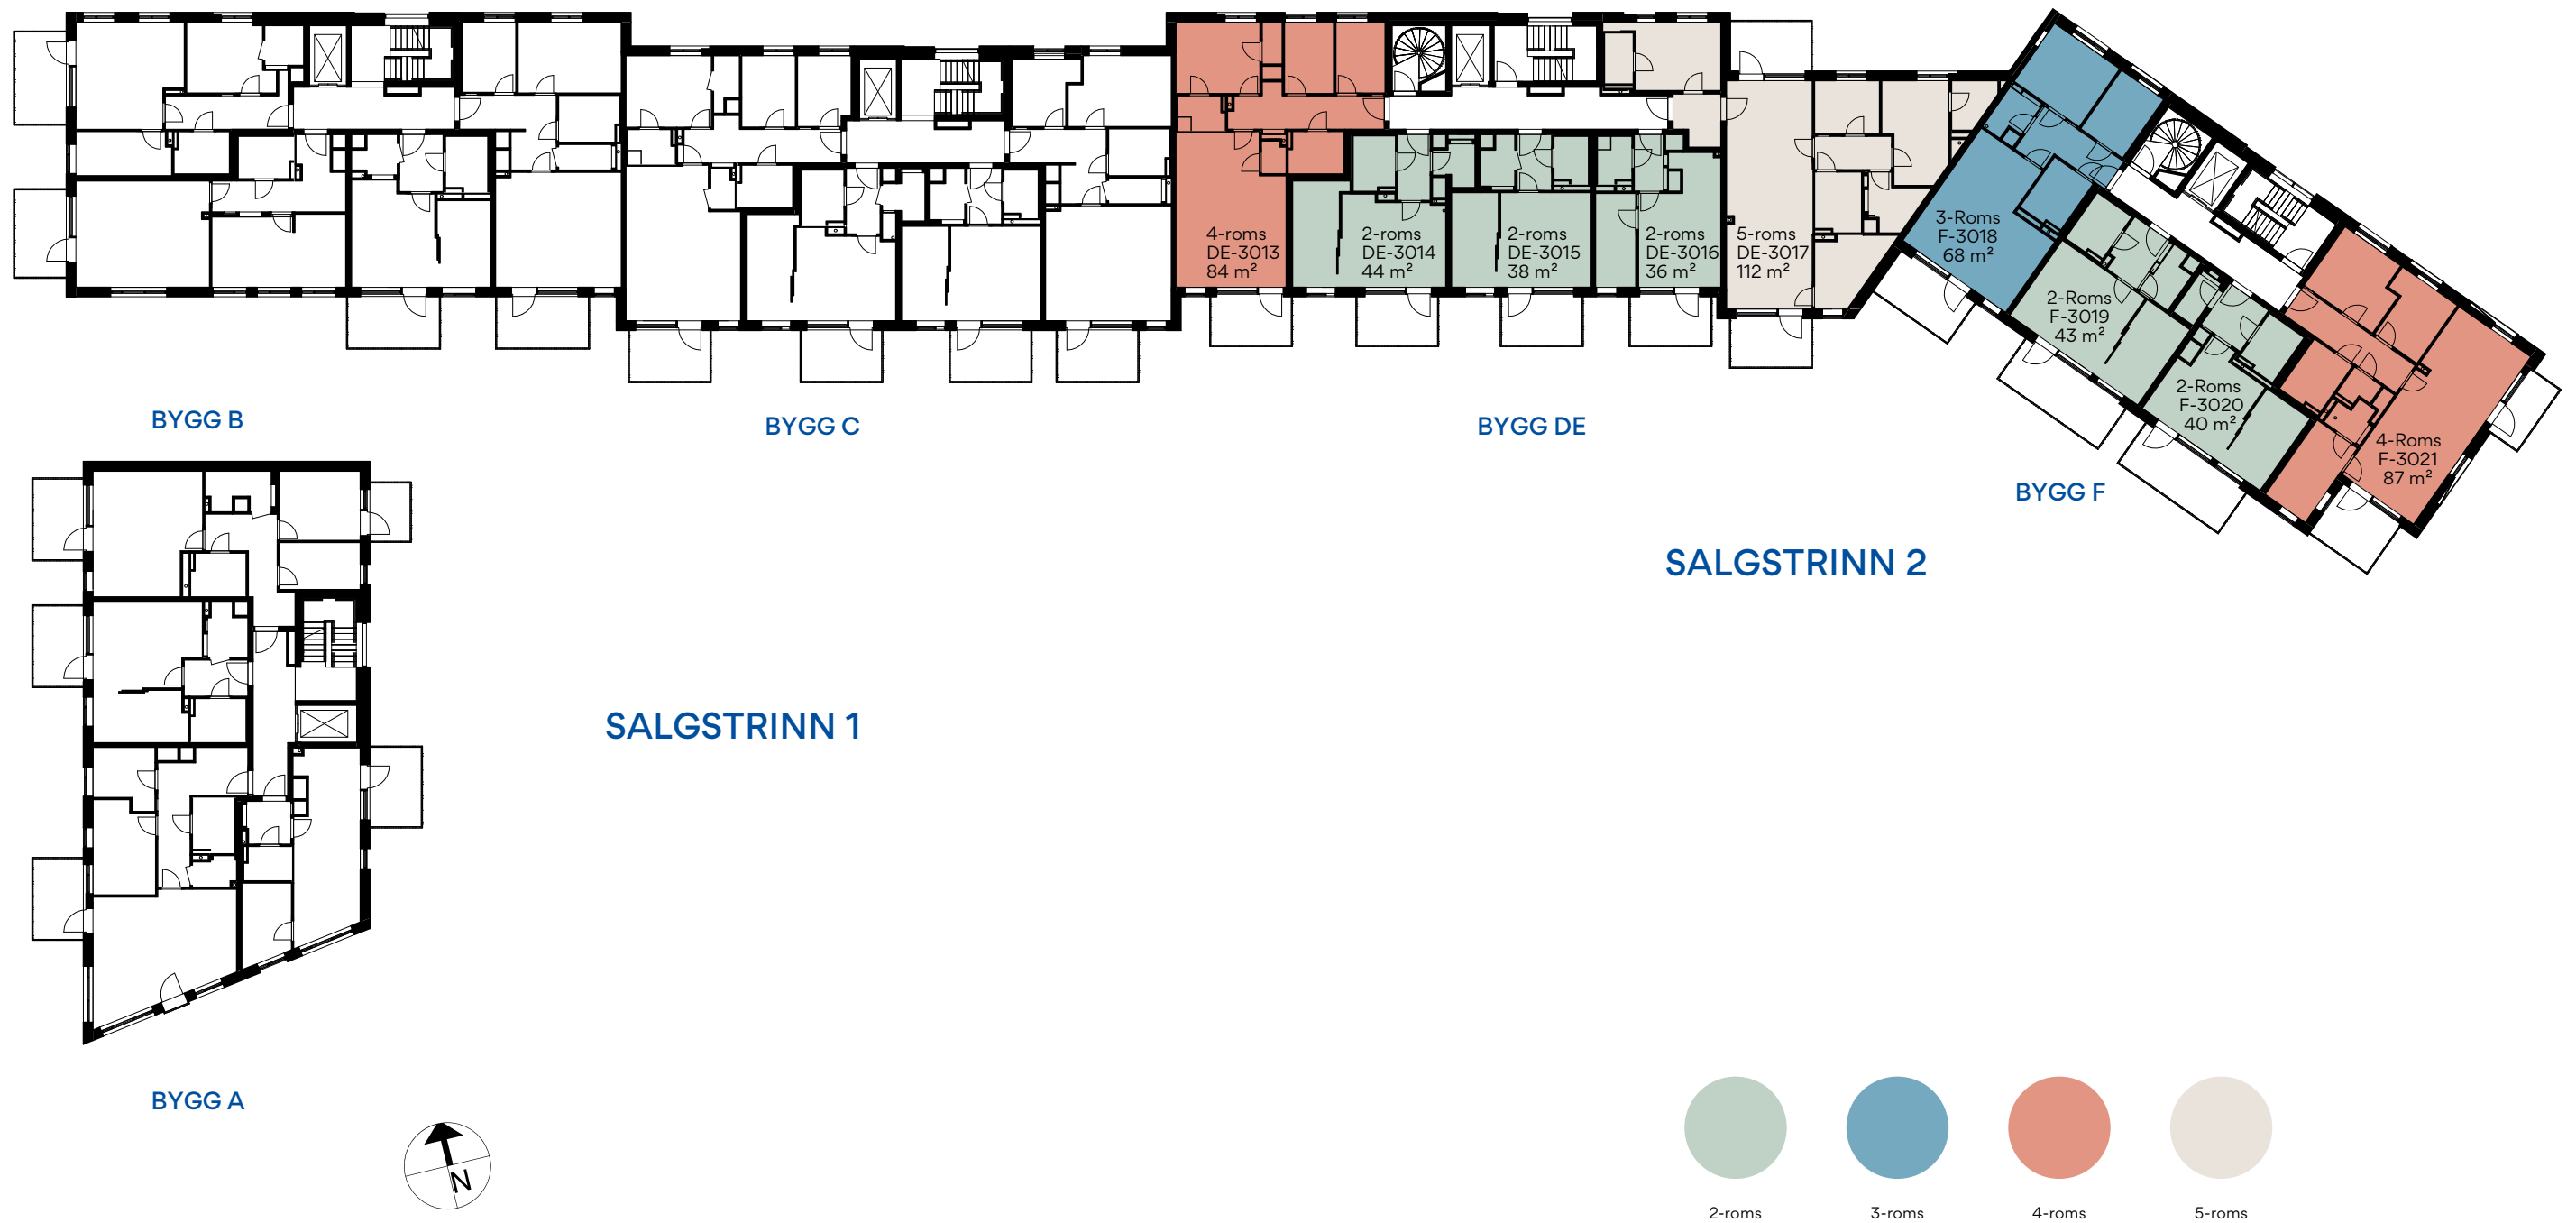 4-roms
DE-3013
84 m²
2-roms
DE-3014
44 m²
2-roms
DE-3015
38 m²
2-roms
DE-3016
36 m²
5-roms
DE-3017
112 m²
3-Roms
F-3018
68 m²
2-Roms
F-3019
43 m²
2-Roms
F-3020
40 m²
4-Roms
F-3021
87 m²
BYGG B
BYGG C
BYGG DE
BYGG F
SALGSTRINN 2
SALGSTRINN 1
BYGG A
N
2-roms
3-roms
4-roms
5-roms